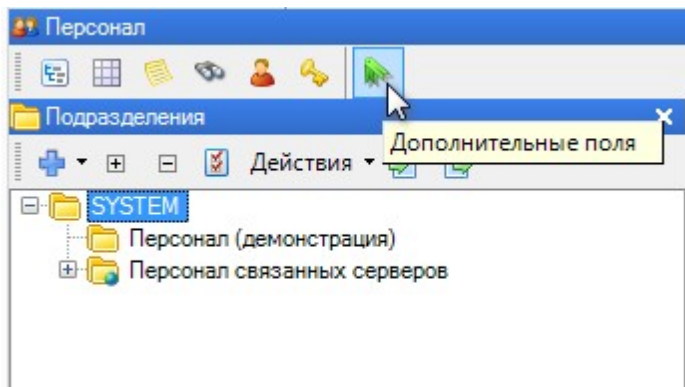 Персонал
Подразделения
Дополнительные поля
Действия
SYSTEM
Персонал (демонстрация)
Персонал связанных серверов